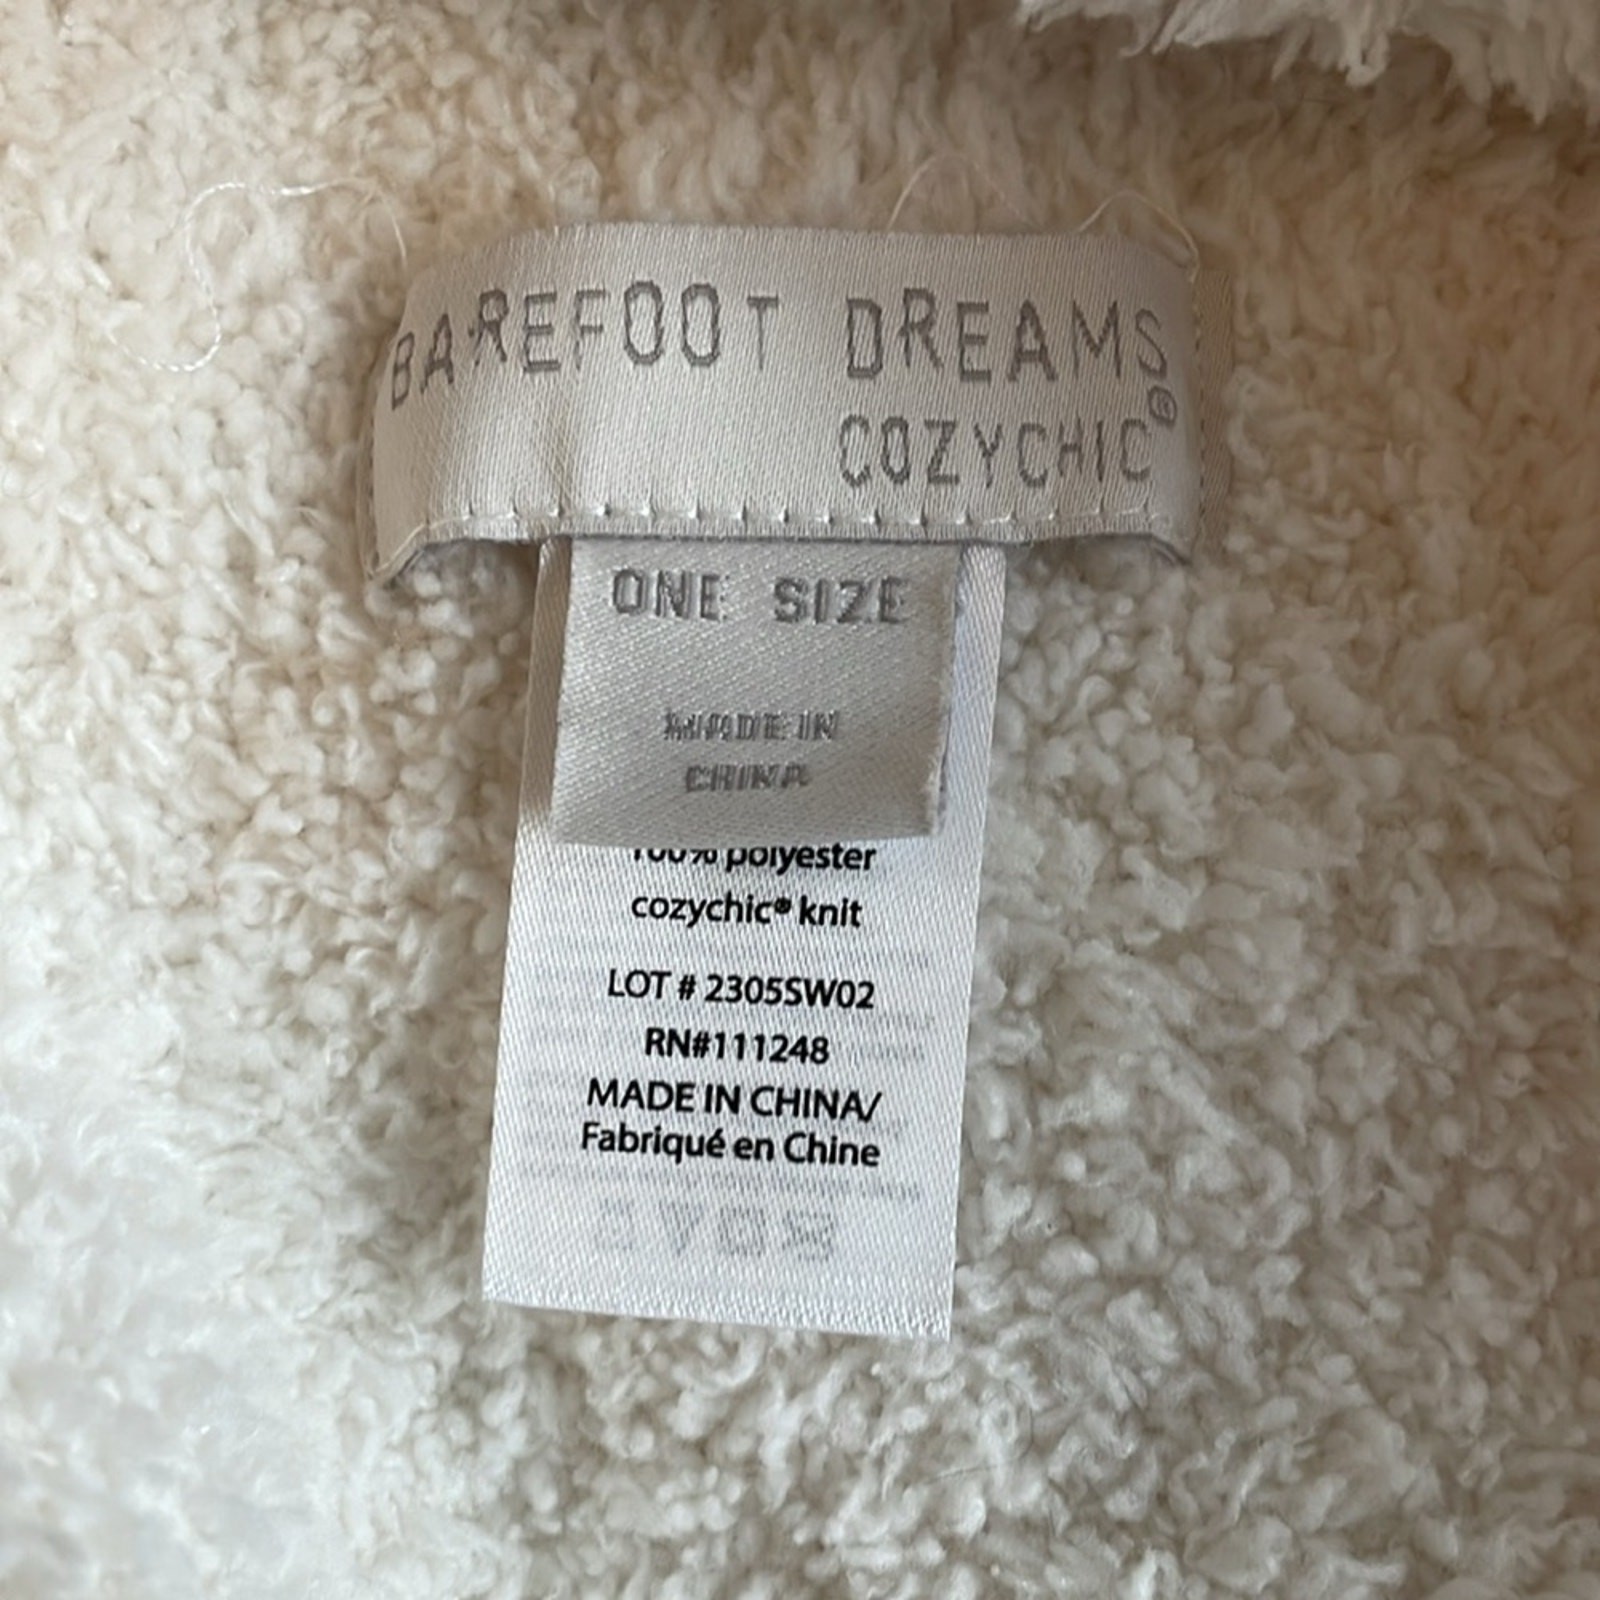 BAREFOOT DREAMS
COZYCHIC®
ONE SIZE
MADE IN
CHINA
100% polyester
cozychic® knit
LOT # 2305SW02
RN#111248
MADE IN CHINA/
Fabriqué en Chine